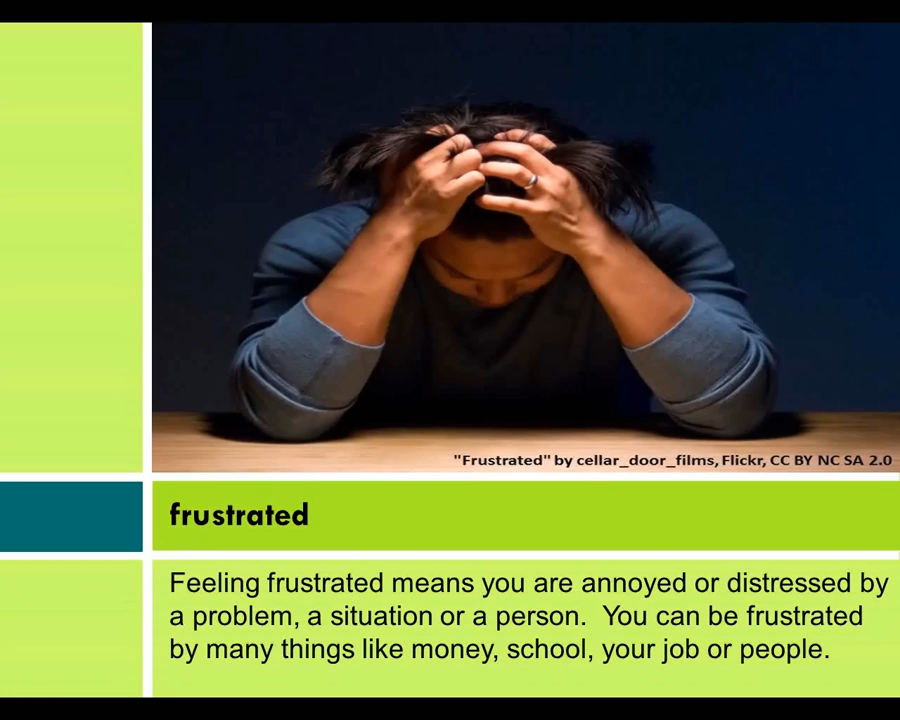 "Frustrated" by cellar_door_films, Flickr, CC BY NC SA 2.0
frustrated
Feeling frustrated means you are annoyed or distressed by
a problem, a situation or a person.  You can be frustrated
by many things like money, school, your job or people.